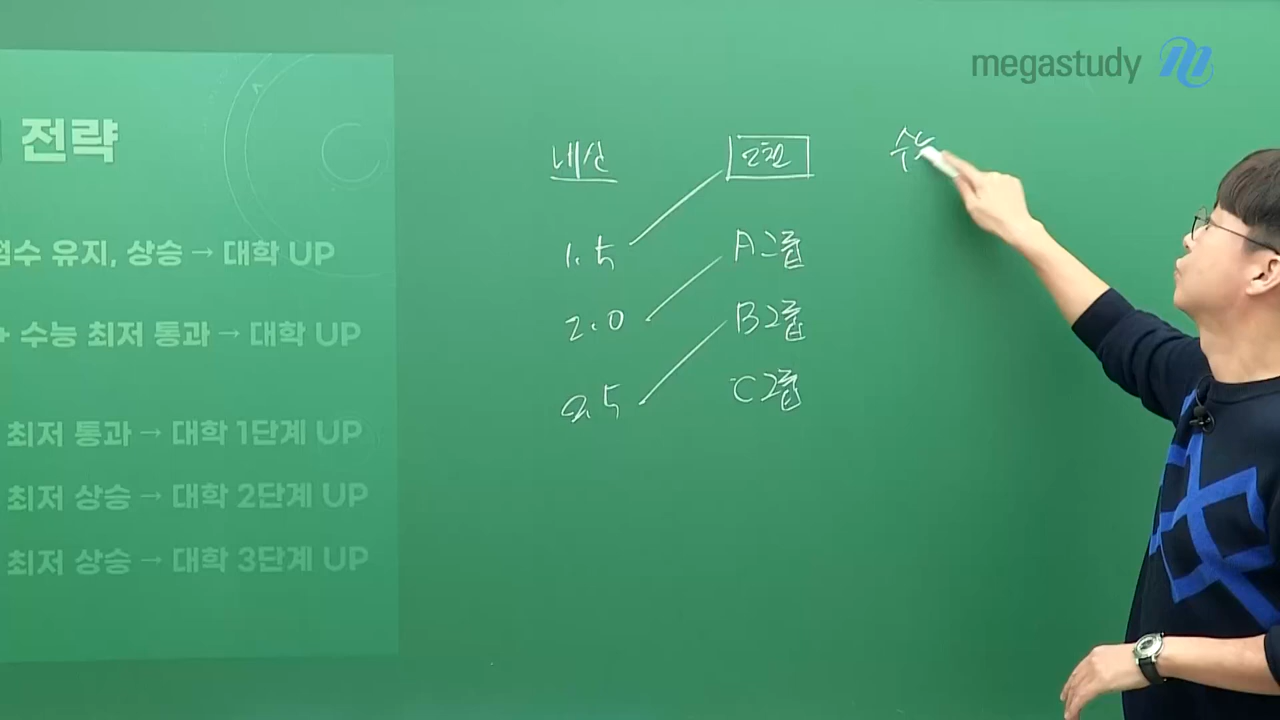 megastudy
전략
점수 유지, 상승 → 대학 UP
+ 수능 최저 통과 → 대학 UP
최저 통과 → 대학 1단계 UP
최저 상승 → 대학 2단계 UP
최저 상승 → 대학 3단계 UP
내신 수능
1.5 A그룹
2.0 B그룹
2.5 C그룹